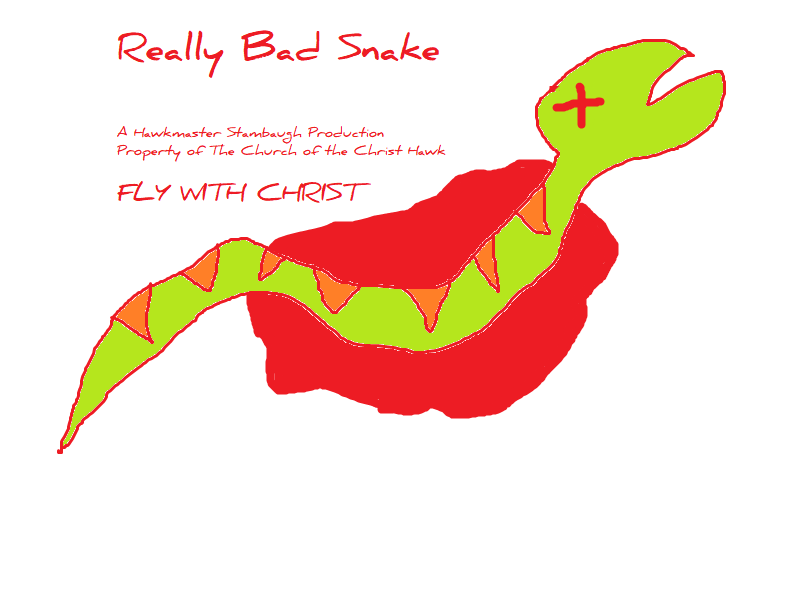 Really Bad Snake
A Hawkmaster Stambaugh Production
Property of The Church of the Christ Hawk
FLY WITH CHRIST